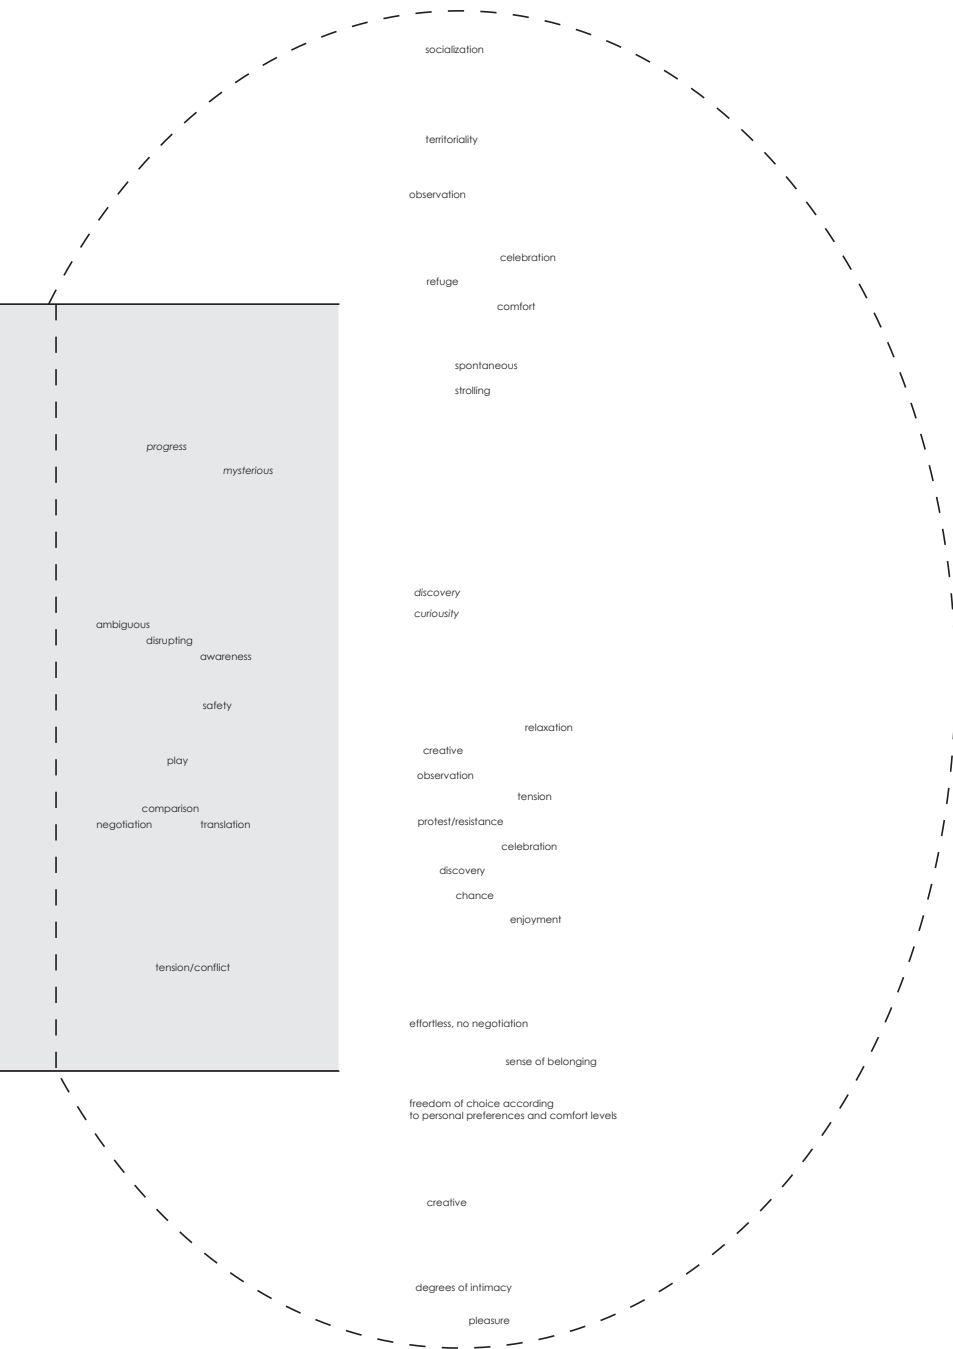 socialization
territoriality
observation
celebration
refuge
comfort
spontaneous
strolling
progress
mysterious
discovery
curiousity
ambiguous
disrupting
awareness
safety
relaxation
creative
play
observation
tension
comparison
protest/resistance
negotiation
translation
celebration
discovery
chance
enjoyment
tension/conflict
effortless, no negotiation
sense of belonging
freedom of choice according
to personal preferences and comfort levels
creative
degrees of intimacy
pleasure